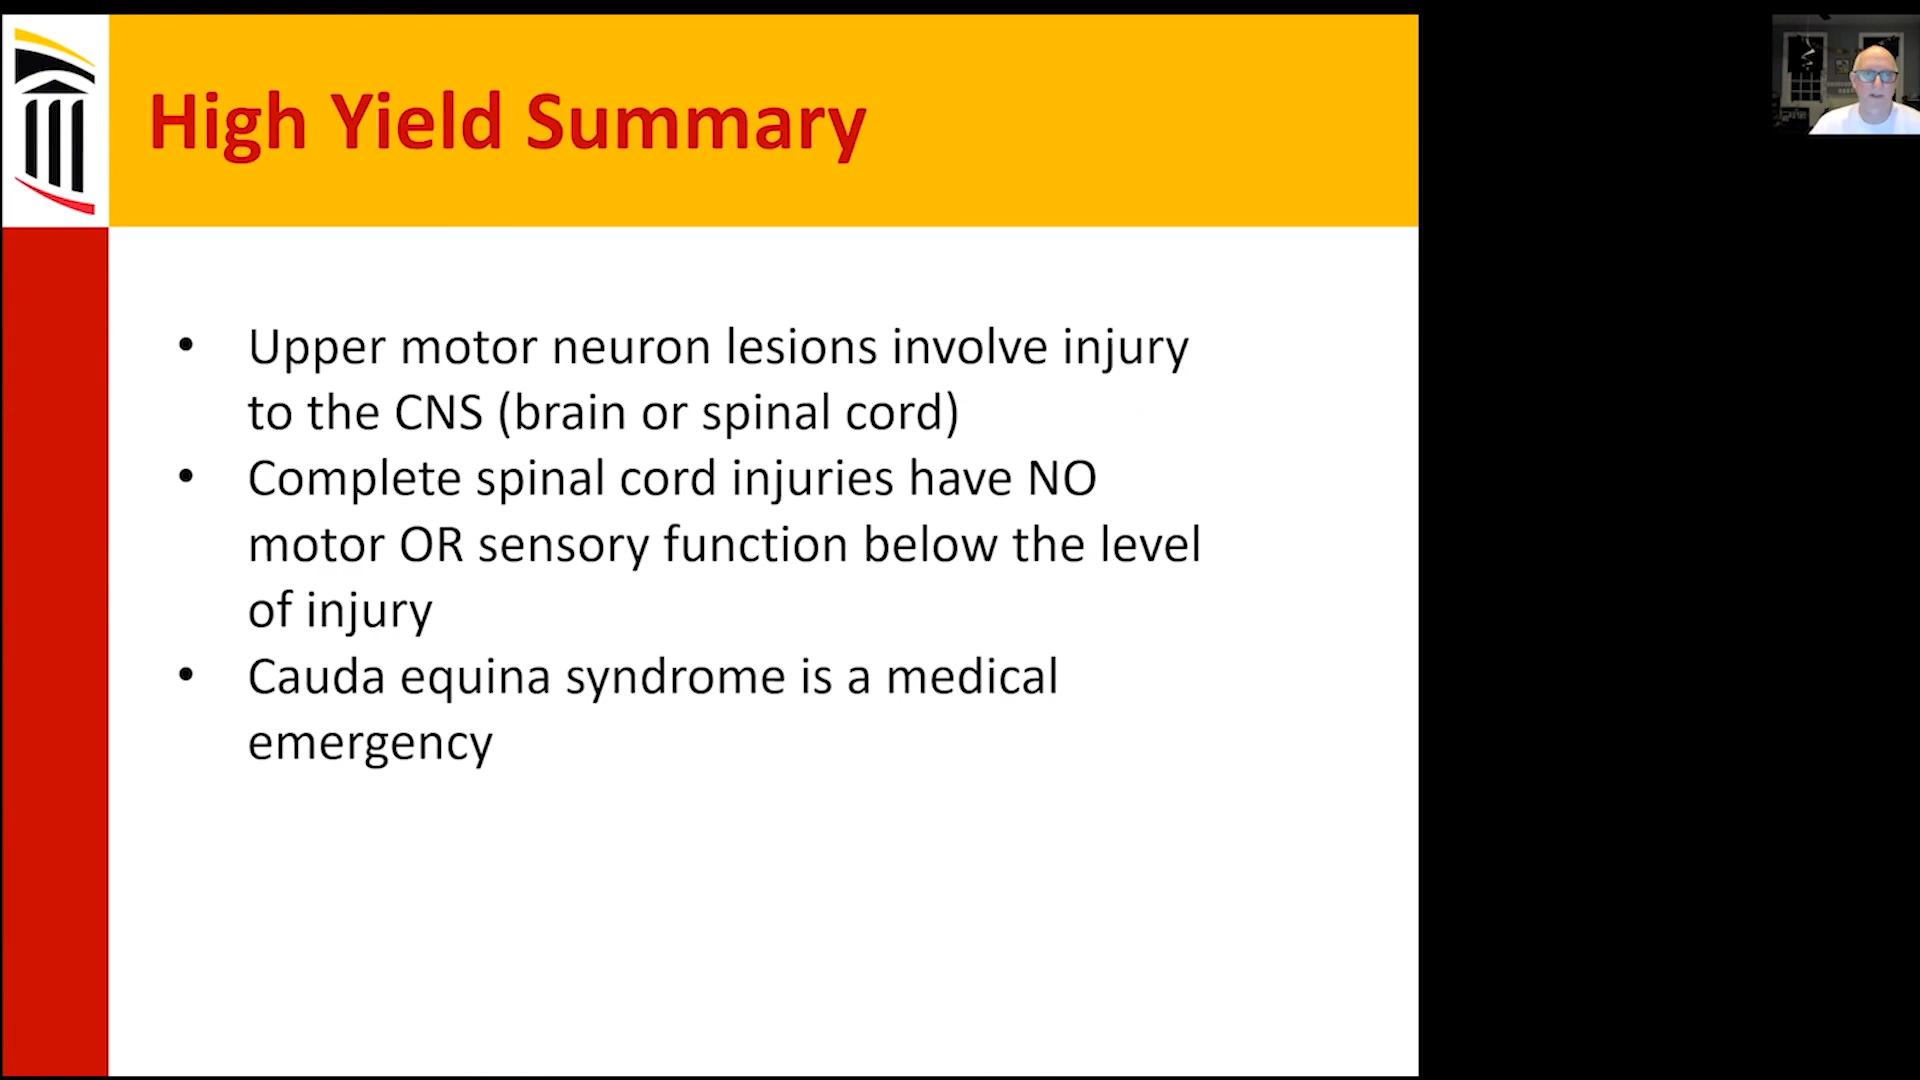 High Yield Summary
• Upper motor neuron lesions involve injury
to the CNS (brain or spinal cord)
• Complete spinal cord injuries have NO
motor OR sensory function below the level
of injury
• Cauda equina syndrome is a medical
emergency